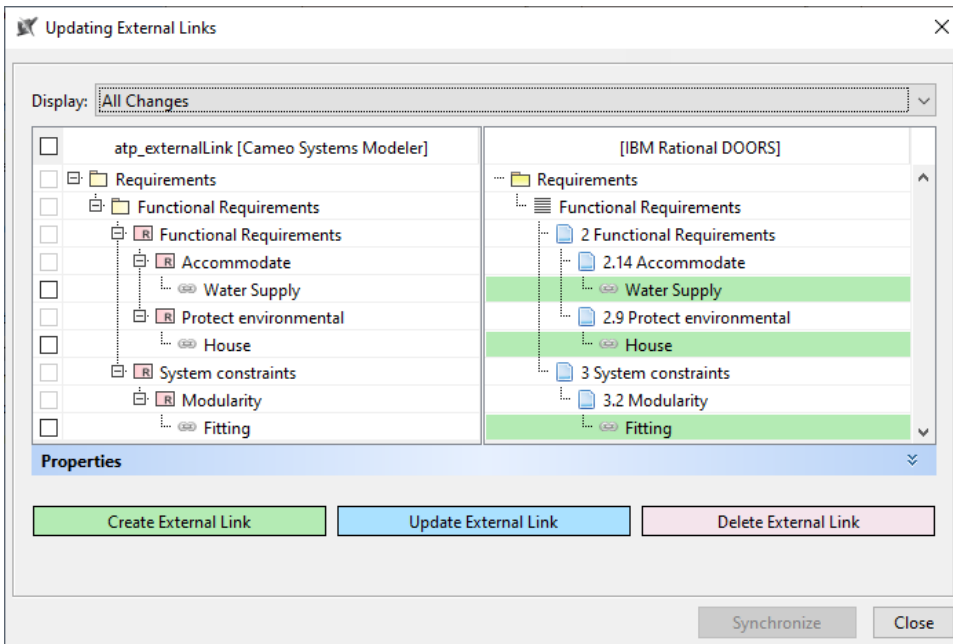 Updating External Links
Display: All Changes
atp_externalLink [Cameo Systems Modeler] [IBM Rational DOORS]
Requirements Requirements
Functional Requirements Functional Requirements
R Functional Requirements 2 Functional Requirements
R Accommodate 2.14 Accommodate
Water Supply Water Supply
R Protect environmental 2.9 Protect environmental
House House
R System constraints 3 System constraints
R Modularity 3.2 Modularity
Fitting Fitting
Properties
Create External Link Update External Link Delete External Link
Synchronize Close